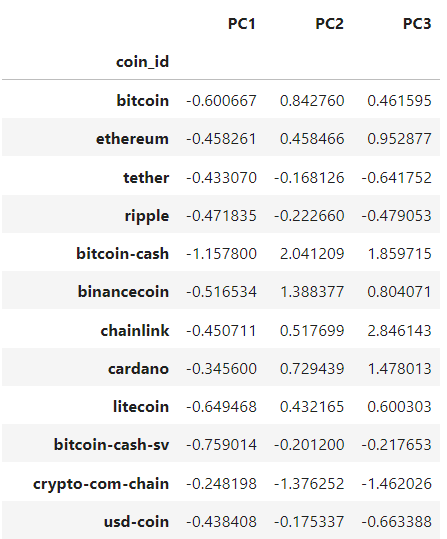 PC1 PC2 PC3
coin_id
bitcoin -0.600667 0.842760 0.461595
ethereum -0.458261 0.458466 0.952877
tether -0.433070 -0.168126 -0.641752
ripple -0.471835 -0.222660 -0.479053
bitcoin-cash -1.157800 2.041209 1.859715
binancecoin -0.516534 1.388377 0.804071
chainlink -0.450711 0.517699 2.846143
cardano -0.345600 0.729439 1.478013
litecoin -0.649468 0.432165 0.600303
bitcoin-cash-sv -0.759014 -0.201200 -0.217653
crypto-com-chain -0.248198 -1.376252 -1.462026
usd-coin -0.438408 -0.175337 -0.663388